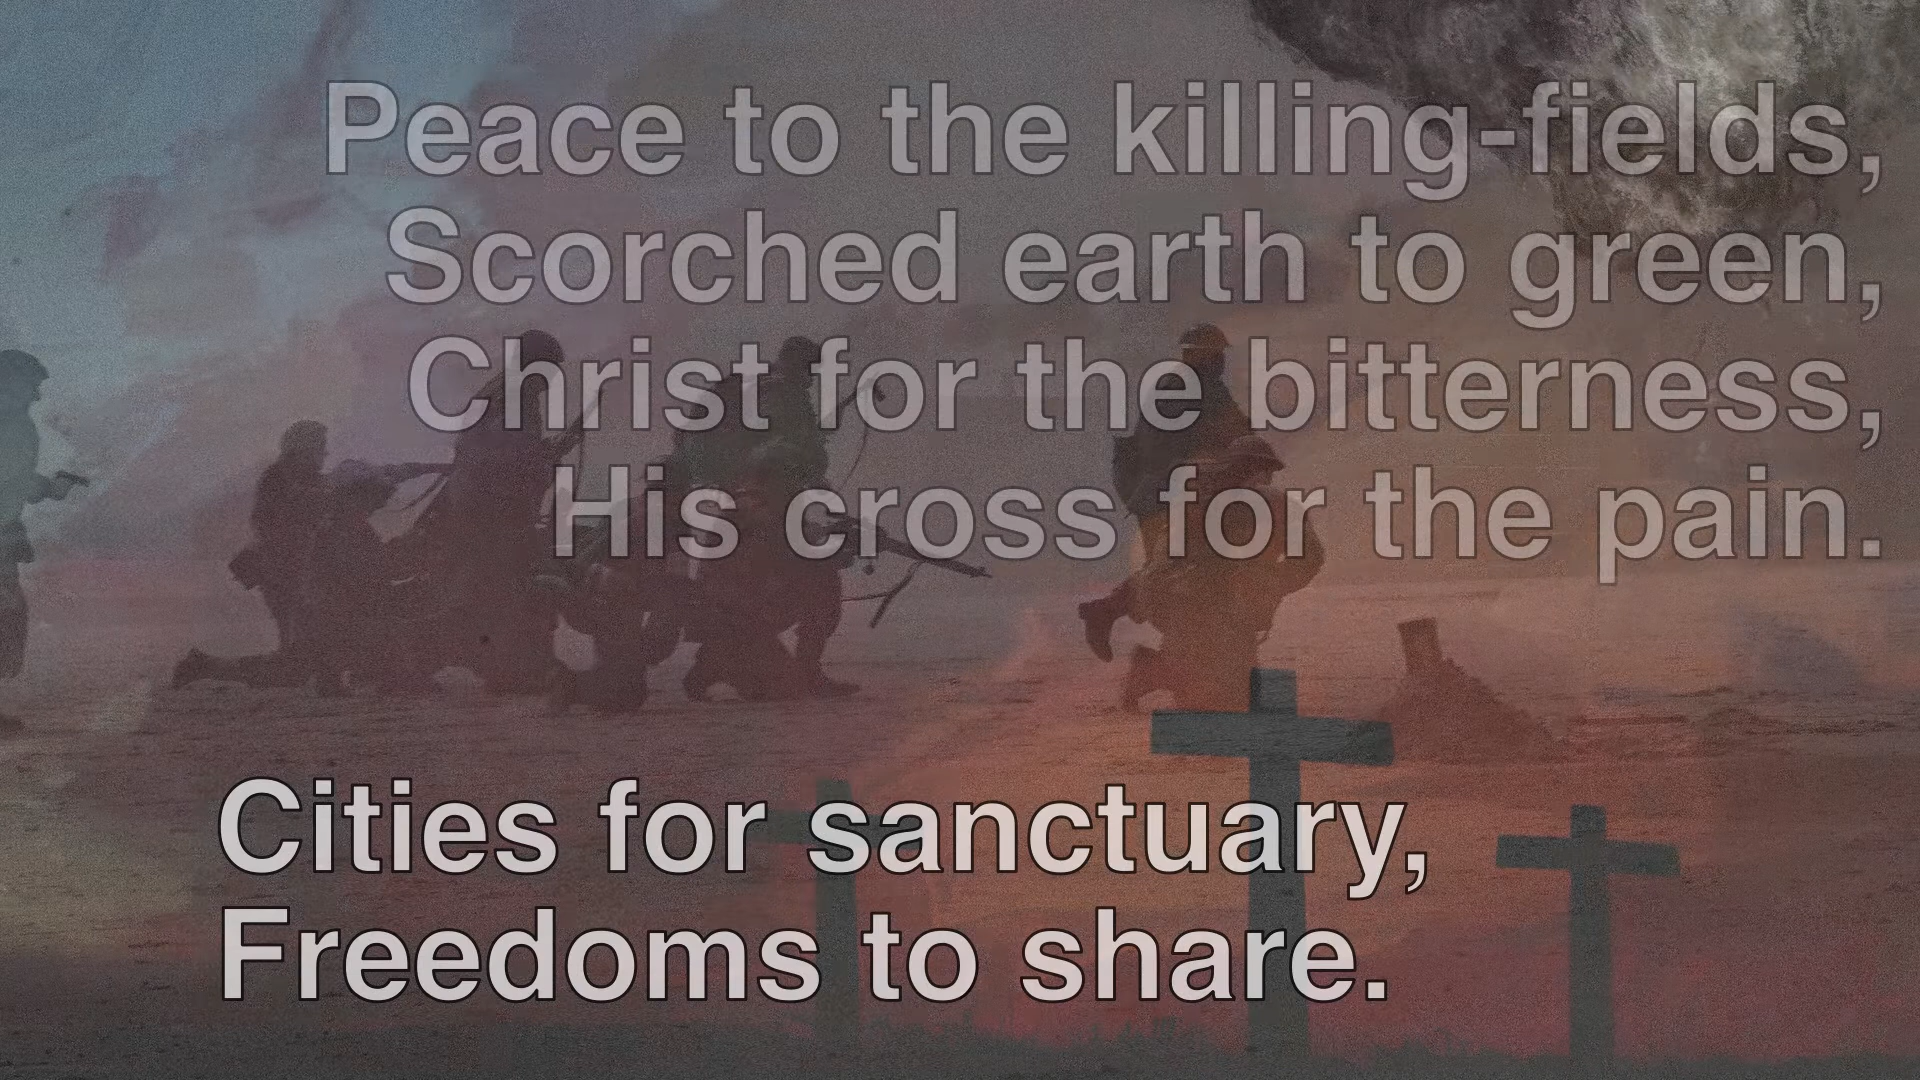 Peace to the killing-fields,
Scorched earth to green,
Christ for the bitterness,
His cross for the pain.
Cities for sanctuary,
Freedoms to share.